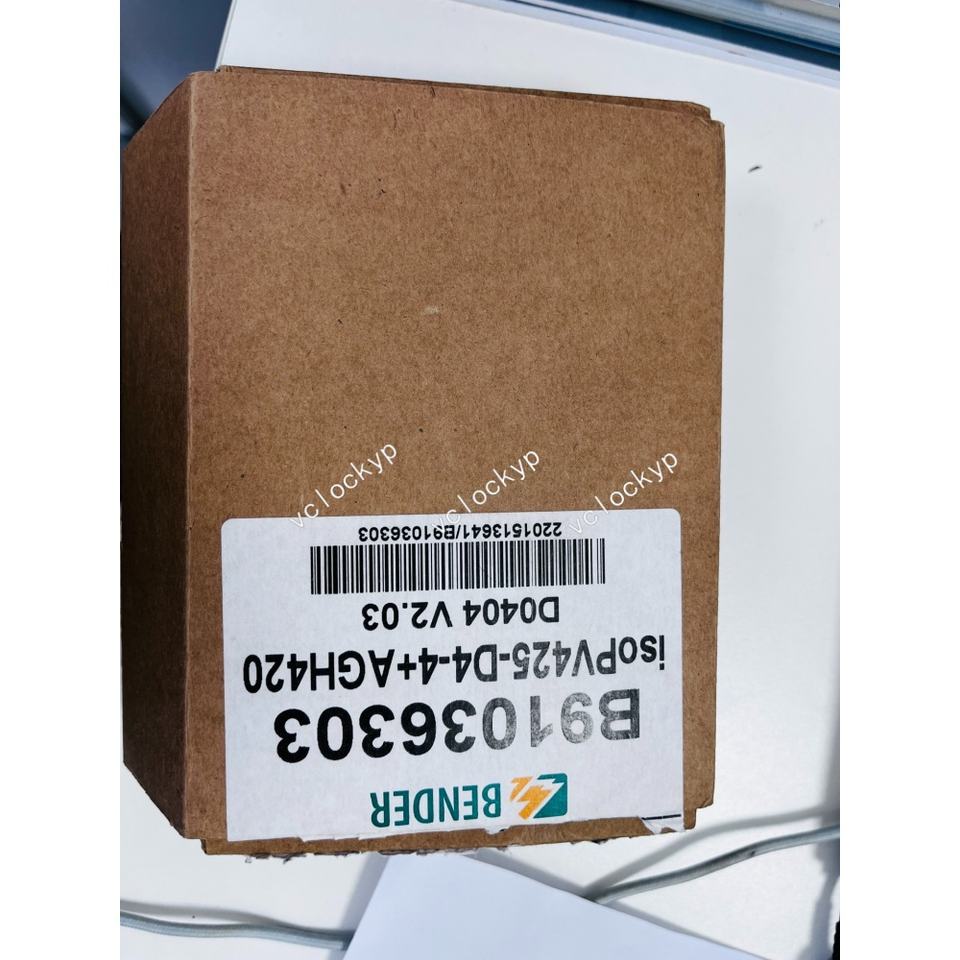 BENDER
B91036303
isoPV425-D4-4+AGH420
D0404 V2.03
2201513641/B91036303
vclockyp
vclockyp
vclockyp